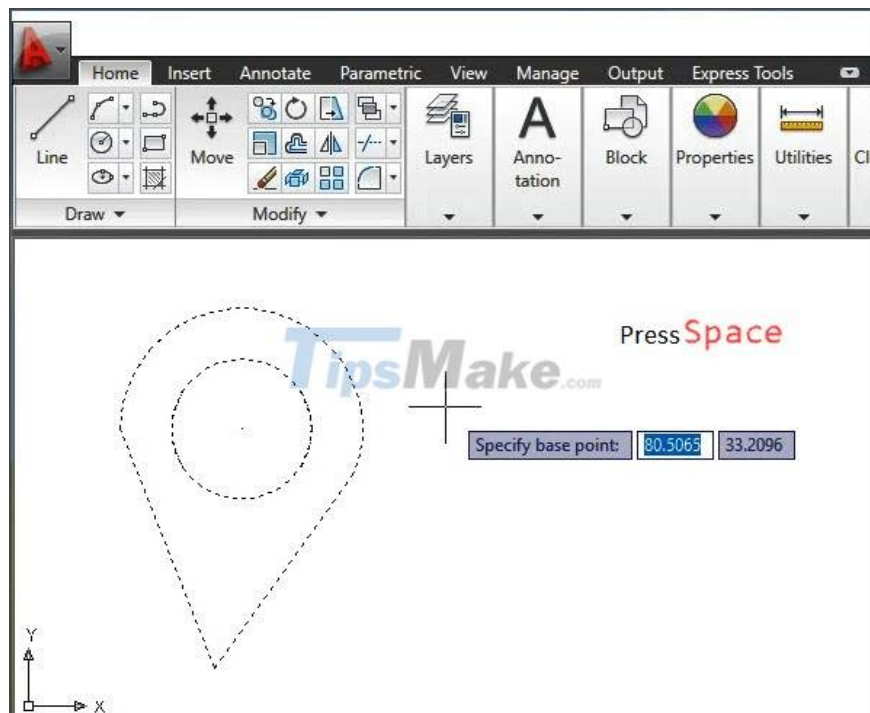 Home Insert Annotate Parametric View Manage Output Express Tools
Line
Move
Layers
Anno-
tation
Block
Properties
Utilities
Cl
Draw
Modify
Press Space
TipsMake.com
Specify base point: 80.5065 33.2096
Y
X